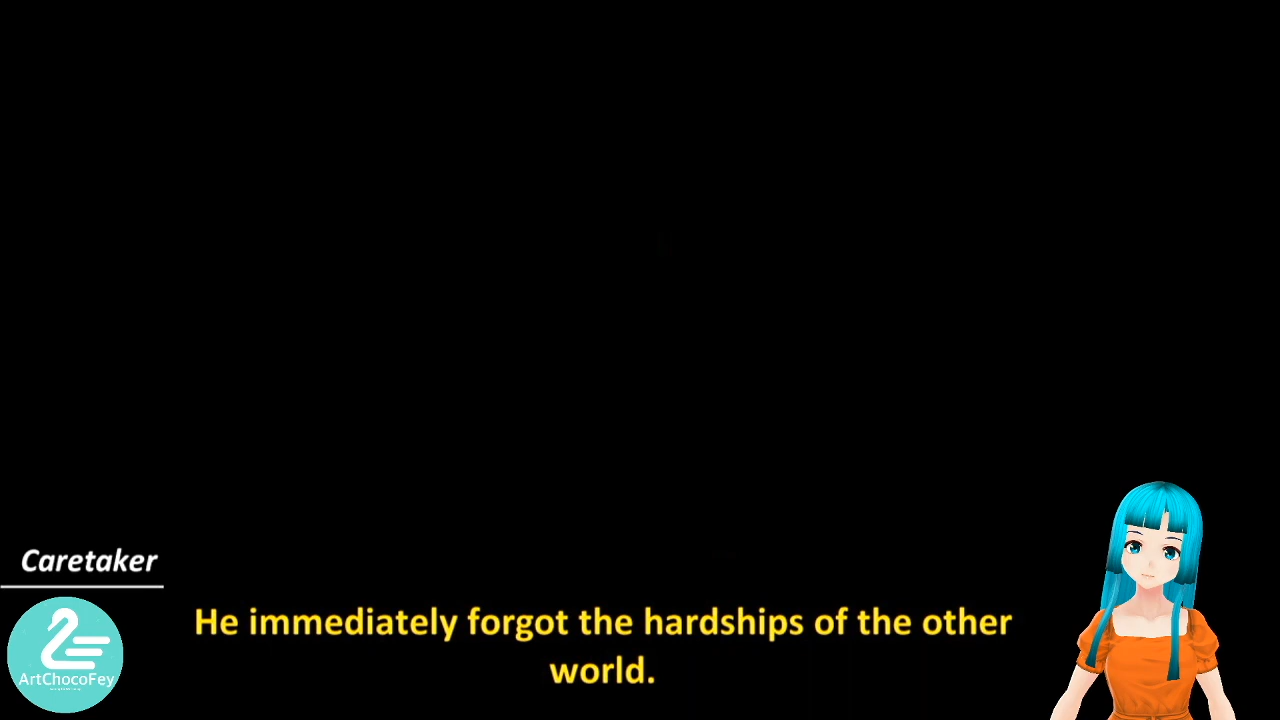 Caretaker
He immediately forgot the hardships of the other
world.
ArtChocoFey